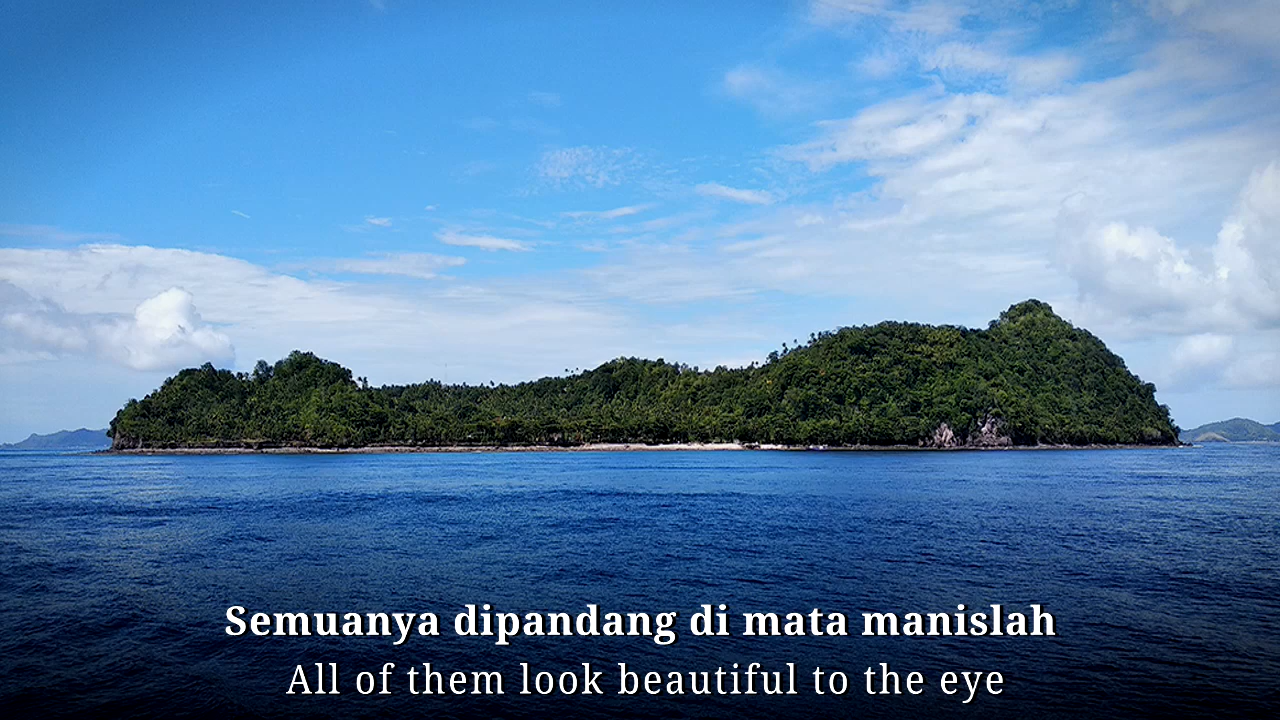 Semuanya dipandang di mata manislah
All of them look beautiful to the eye